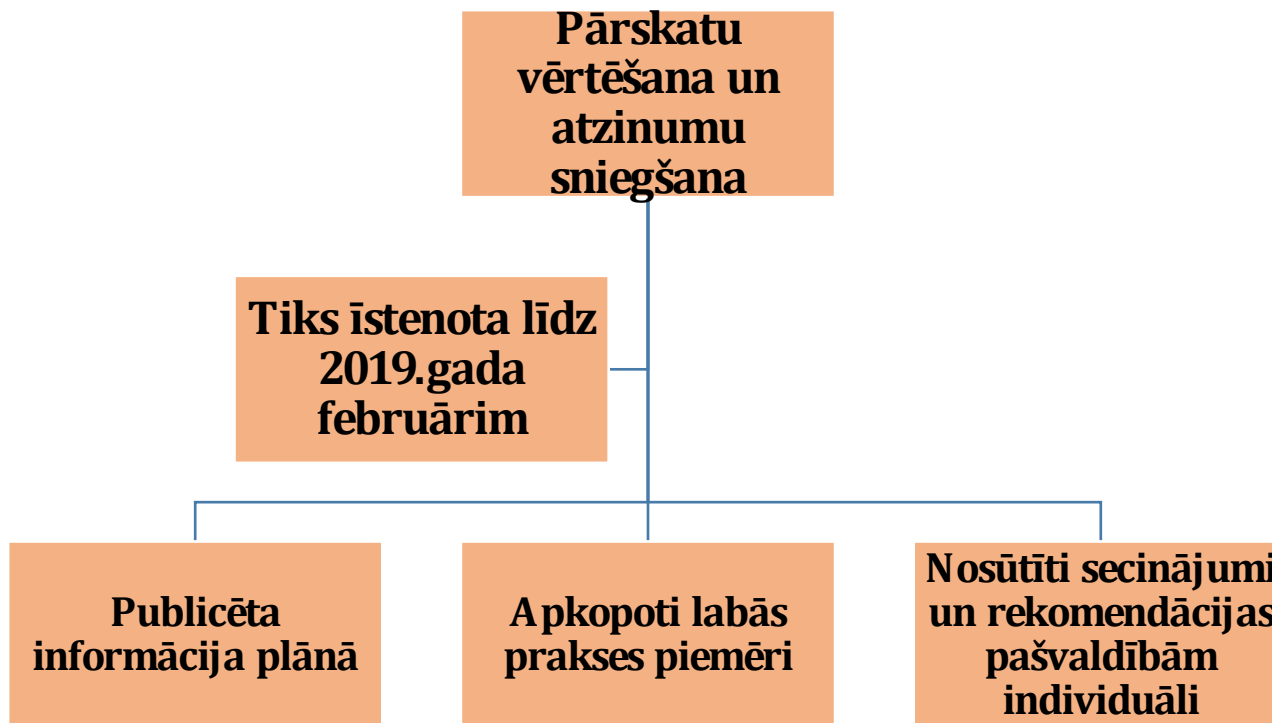 Pārskatu
vērtēšana un
atzinumu
sniegšana
Tiks īstenota līdz
2019.gada
februārim
Publicēta
informācija plānā
Apkopoti labās
prakses piemēri
Nosūtīti secinājumi
un rekomendācijas
pašvaldībām
individuāli